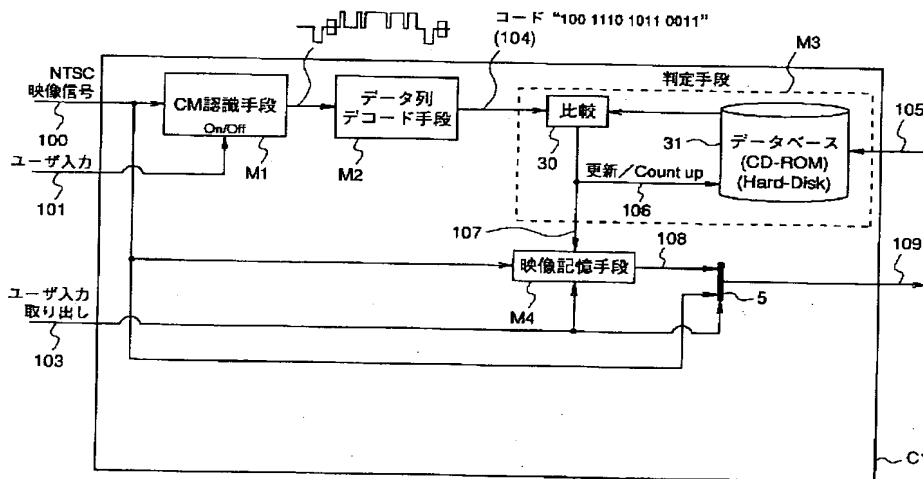 コード “100 1110 1011 0011”
(104)
M3
判定手段
NTSC
映像信号
100
CM認識手段
On/Off
M1
データ列
デコード手段
M2
比較
30
31
データベース
(CD-ROM)
(Hard-Disk)
105
ユーザ入力
101
更新/Count up
106
107
映像記憶手段
M4
108
5
109
ユーザ入力
取り出し
103